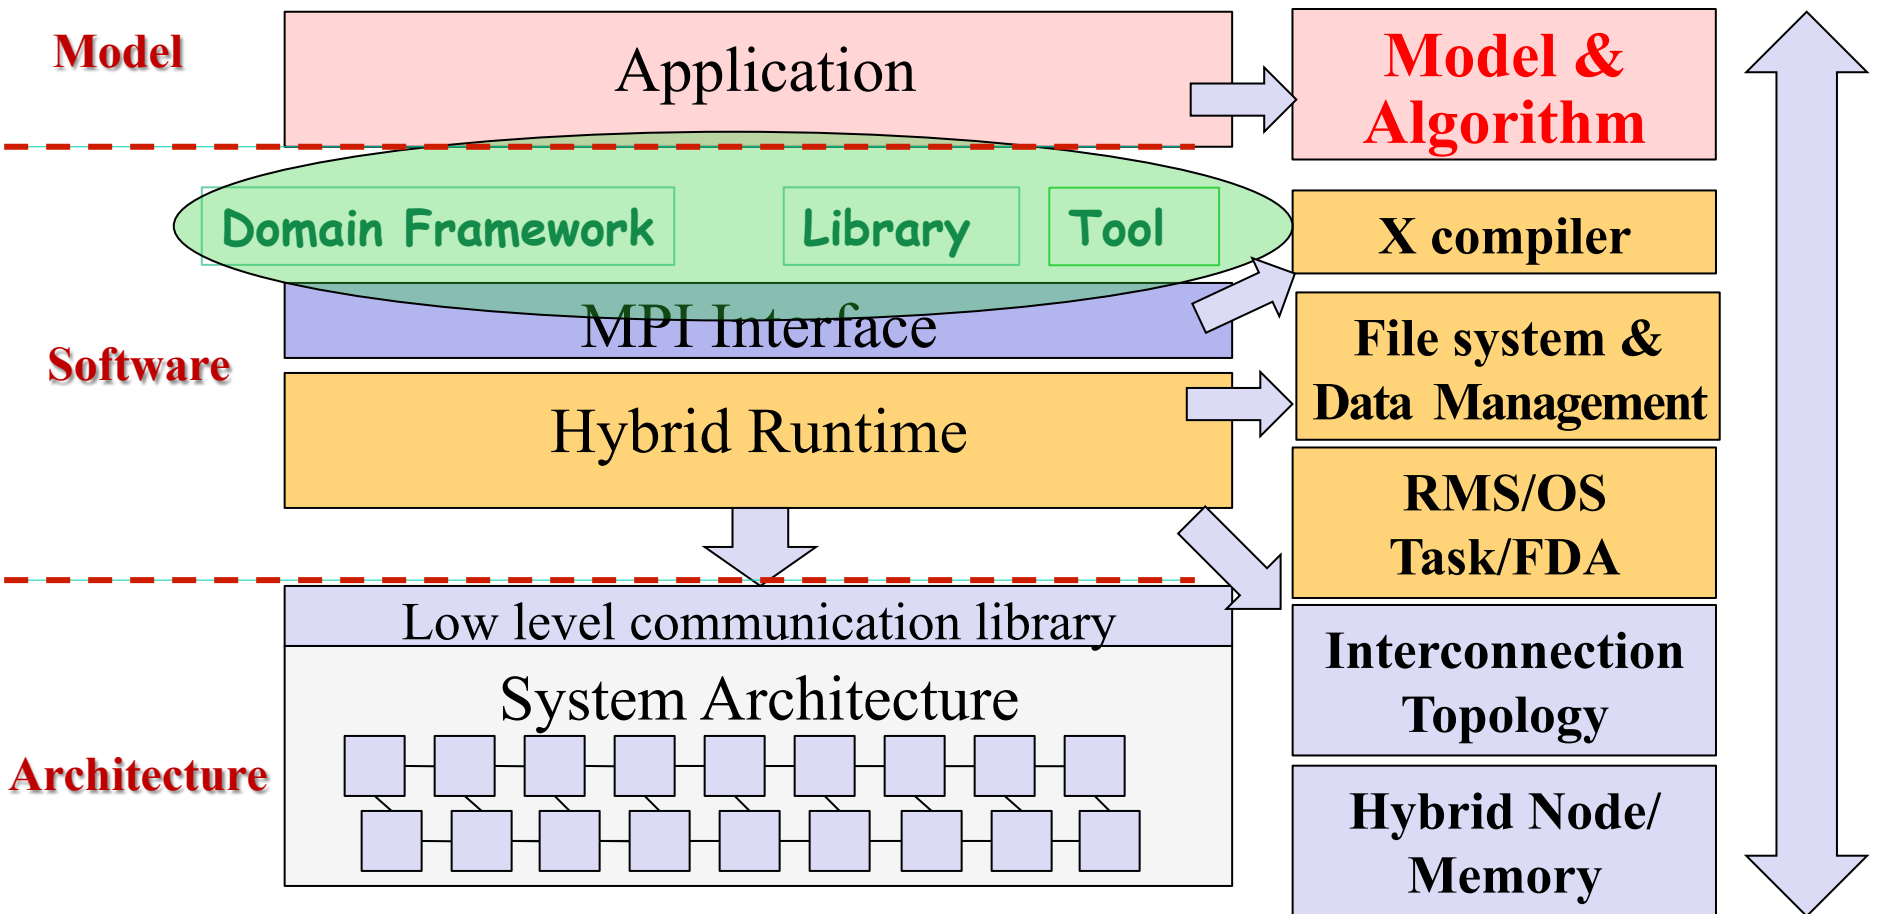 Model
Application
Model &
Algorithm
Domain Framework
Library
Tool
X compiler
MPI Interface
File system &
Data Management
Software
Hybrid Runtime
RMS/OS
Task/FDA
Low level communication library
Interconnection
Topology
System Architecture
Architecture
Hybrid Node/
Memory